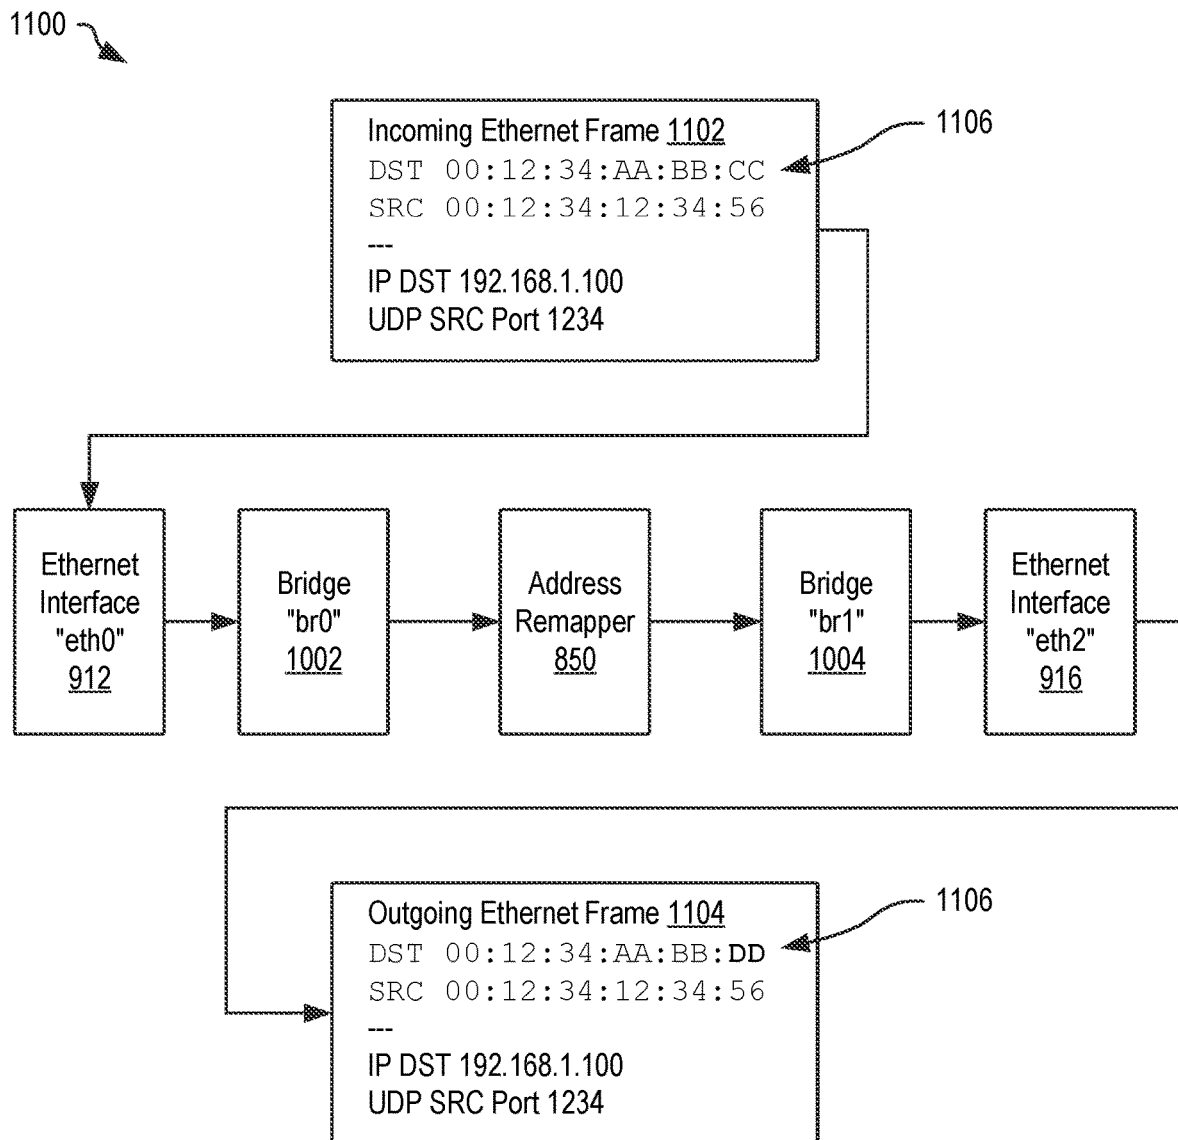 1100
Incoming Ethernet Frame 1102
1106
DST 00:12:34:AA:BB:CC
SRC 00:12:34:12:34:56
---
IP DST 192.168.1.100
UDP SRC Port 1234
Ethernet
Interface
"eth0"
912
Bridge
"br0"
1002
Address
Remapper
850
Bridge
"br1"
1004
Ethernet
Interface
"eth2"
916
Outgoing Ethernet Frame 1104
1106
DST 00:12:34:AA:BB:DD
SRC 00:12:34:12:34:56
---
IP DST 192.168.1.100
UDP SRC Port 1234